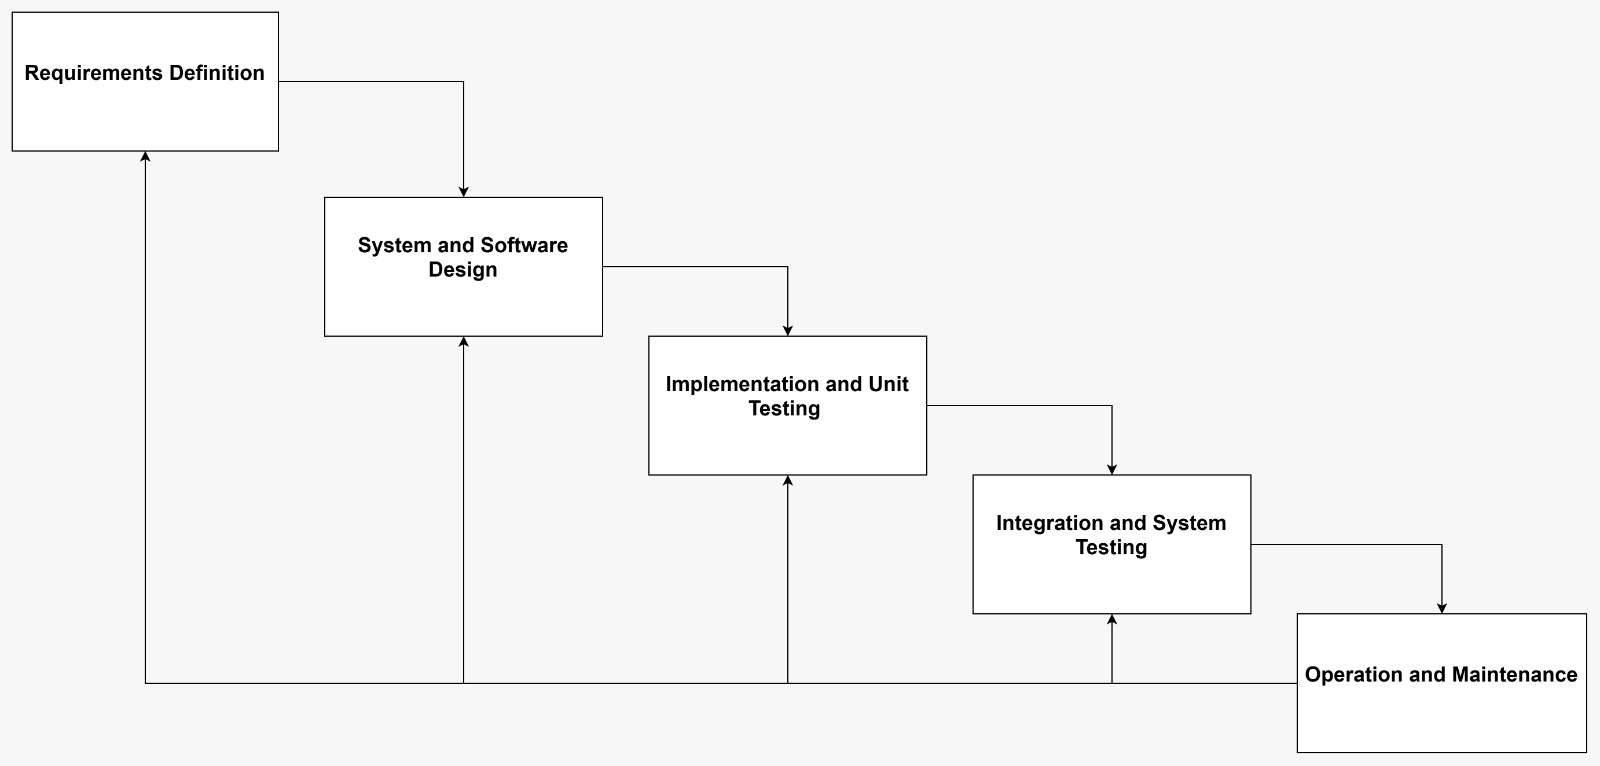 Requirements Definition
System and Software
Design
Implementation and Unit
Testing
Integration and System
Testing
Operation and Maintenance